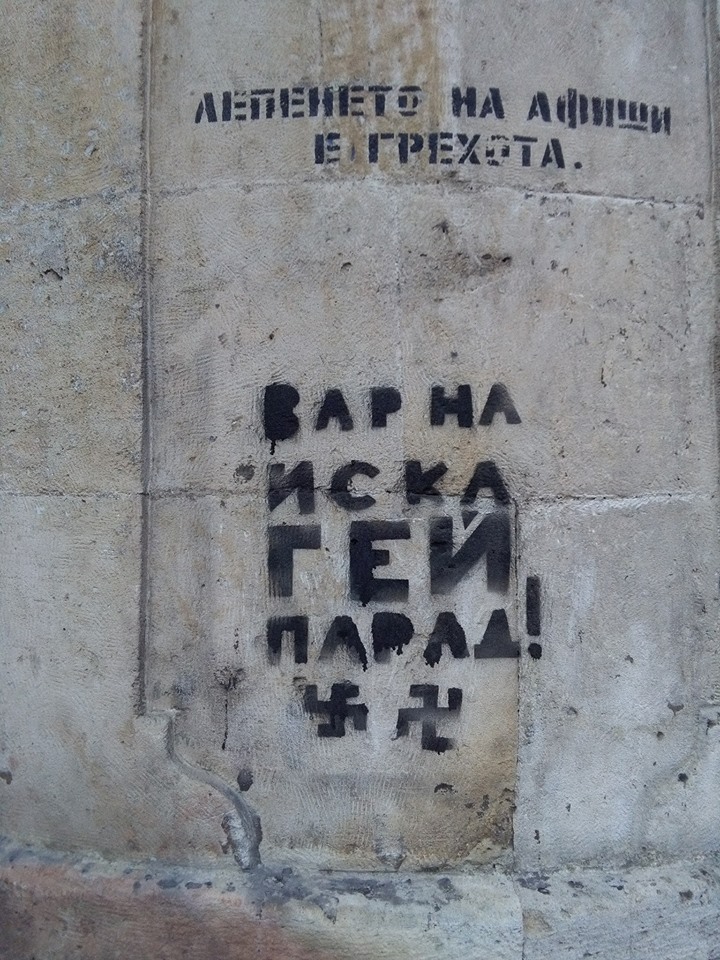 ЛЕПЕНЕТО НА АФИШИ
Е ГРЕХОТА.
ВАРНА
ИСКА
ГЕЙ
ПАРАД!